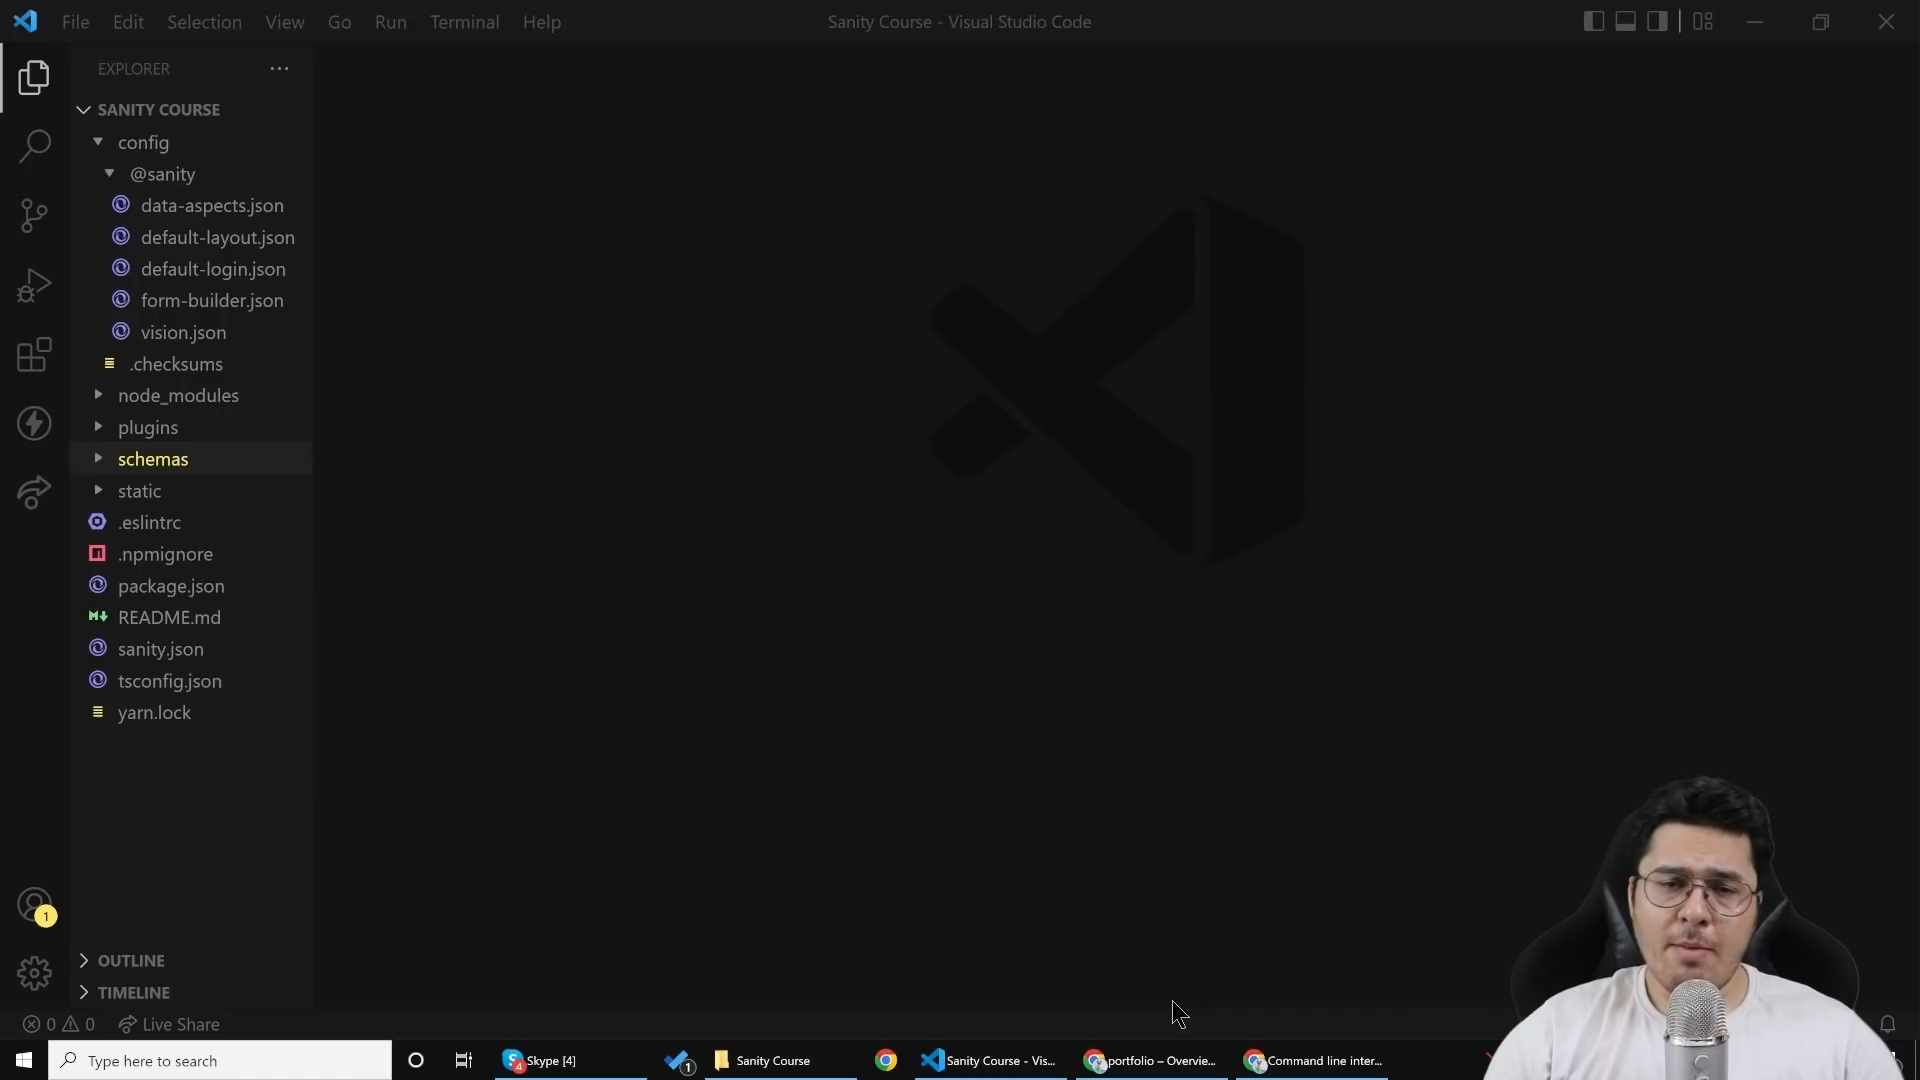 File Edit Selection View Go Run Terminal Help
Sanity Course - Visual Studio Code
EXPLORER
SANITY COURSE
config
@sanity
data-aspects.json
default-layout.json
default-login.json
form-builder.json
vision.json
.checksums
node_modules
plugins
schemas
static
.eslintrc
.npmignore
package.json
README.md
sanity.json
tsconfig.json
yarn.lock
1
OUTLINE
TIMELINE
0 0 Live Share
Type here to search
Skype [4]
4
1
Sanity Course
Sanity Course - Vis...
portfolio – Overvie...
Command line inter...